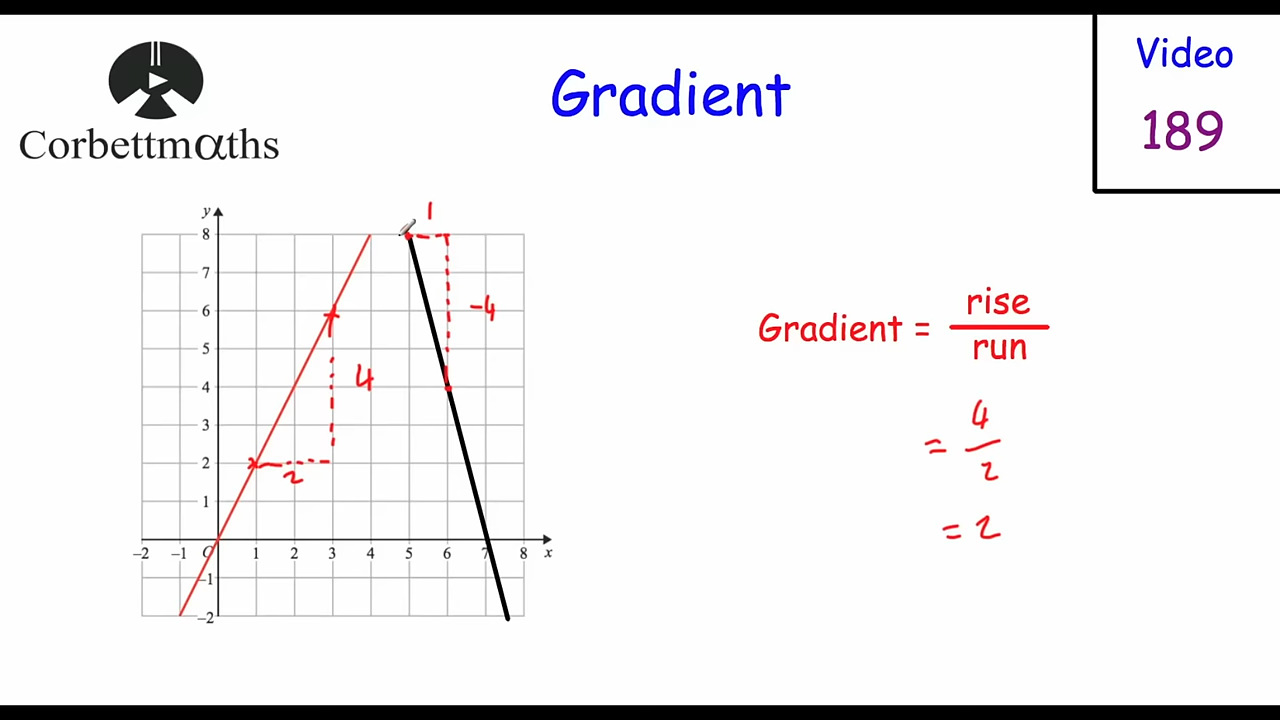 Corbettmαths
Gradient
Video
189
y
8
7
6
5
4
3
2
1
-1
-2
-2 -1 O 1 2 3 4 5 6 7 8 x
4
2
1
-4
Gradient = rise
run
= 4
2
= 2